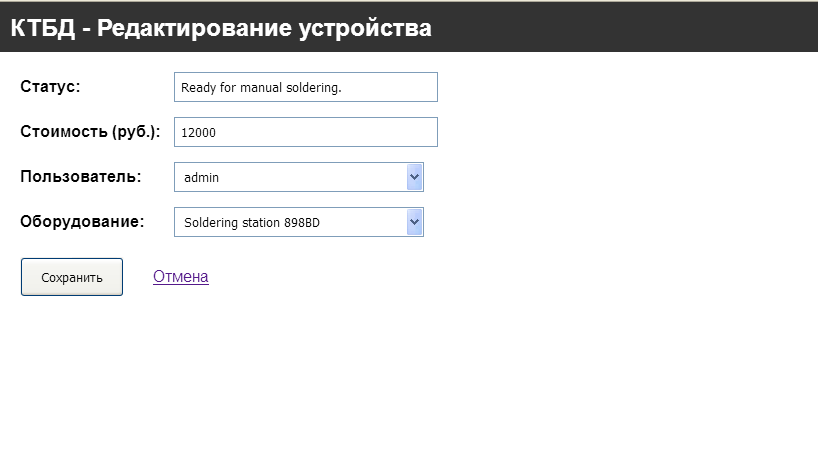 КТБД - Редактирование устройства
Статус: Ready for manual soldering.
Стоимость (руб.): 12000
Пользователь: admin
Оборудование: Soldering station 898BD
Сохранить Отмена